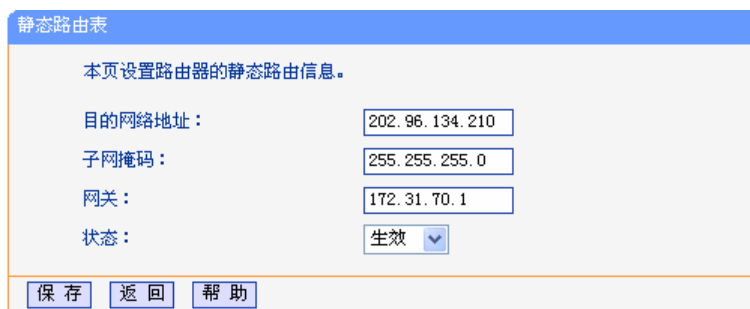 静态路由表
本页设置路由器的静态路由信息。
目的网络地址： 202.96.134.210
子网掩码： 255.255.255.0
网关： 172.31.70.1
状态： 生效
保 存 返 回 帮 助